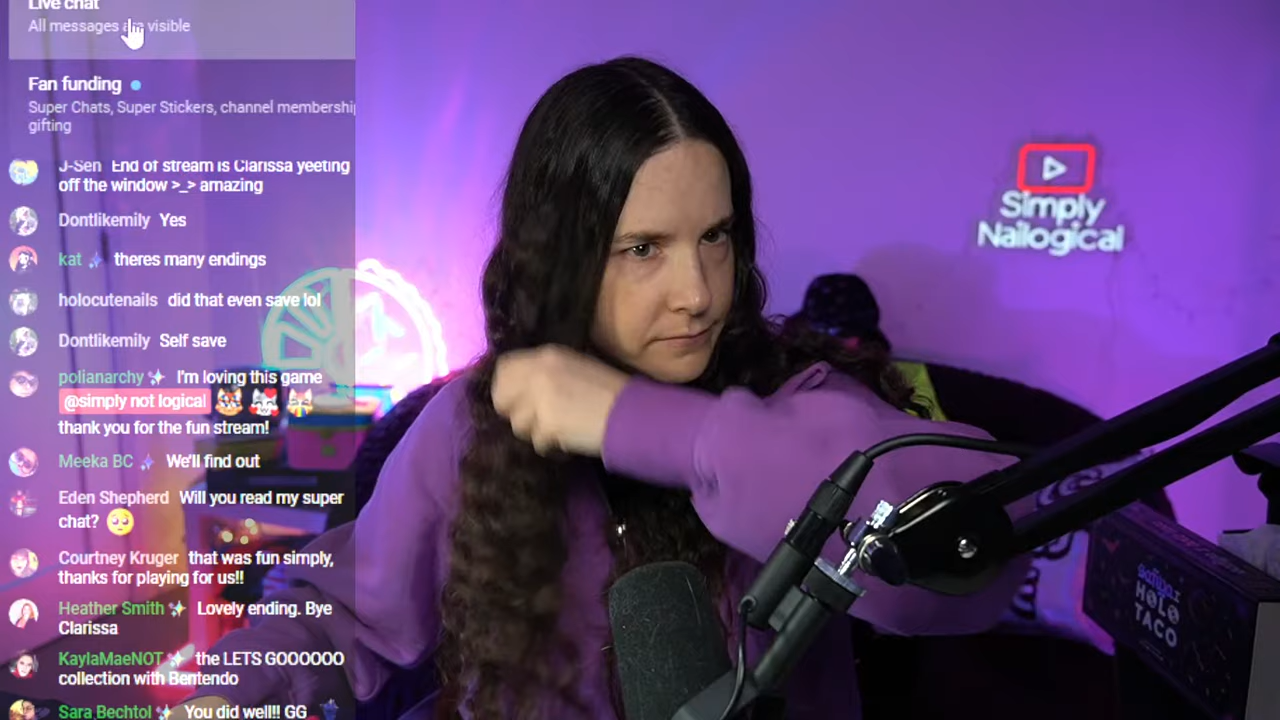 Live chat
All messages are visible
Fan funding
Super Chats, Super Stickers, channel membership
gifting
J-Sen End of stream is Clarissa yeeting
off the window >_> amazing
Dontlikemily Yes
kat theres many endings
holocutenails did that even save lol
Dontlikemily Self save
polianarchy I'm loving this game
@simply not logical
thank you for the fun stream!
Meeka BC We'll find out
Eden Shepherd Will you read my super
chat? 🥺
Courtney Kruger that was fun simply,
thanks for playing for us!!
Heather Smith Lovely ending. Bye
Clarissa
KaylaMaeNOT the LETS GOOOOOO
collection with Bentendo
Sara Bechtol You did well!! GG
Simply
Nailogical
HOLO
TACO